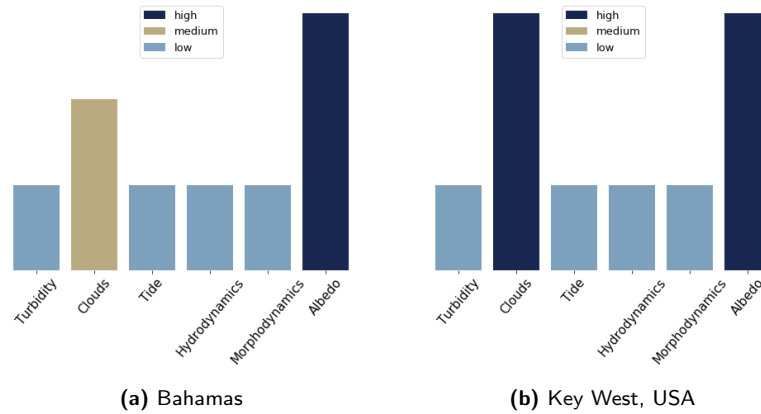 high
medium
low
Turbidity
Clouds
Tide
Hydrodynamics
Morphodynamics
Albedo
(a) Bahamas
high
medium
low
Turbidity
Clouds
Tide
Hydrodynamics
Morphodynamics
Albedo
(b) Key West, USA